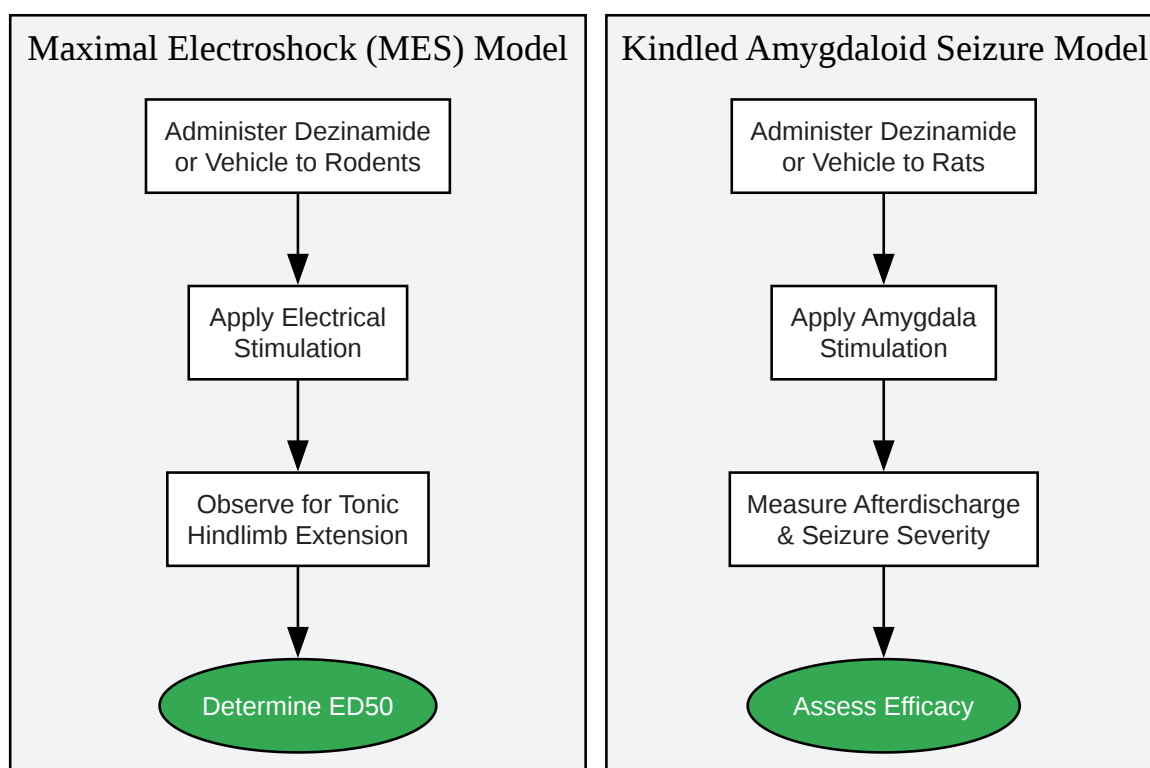 Maximal Electroshock (MES) Model
Administer Dezinamide
or Vehicle to Rodents
Apply Electrical
Stimulation
Observe for Tonic
Hindlimb Extension
Determine ED50
Kindled Amygdaloid Seizure Model
Administer Dezinamide
or Vehicle to Rats
Apply Amygdala
Stimulation
Measure Afterdischarge
& Seizure Severity
Assess Efficacy